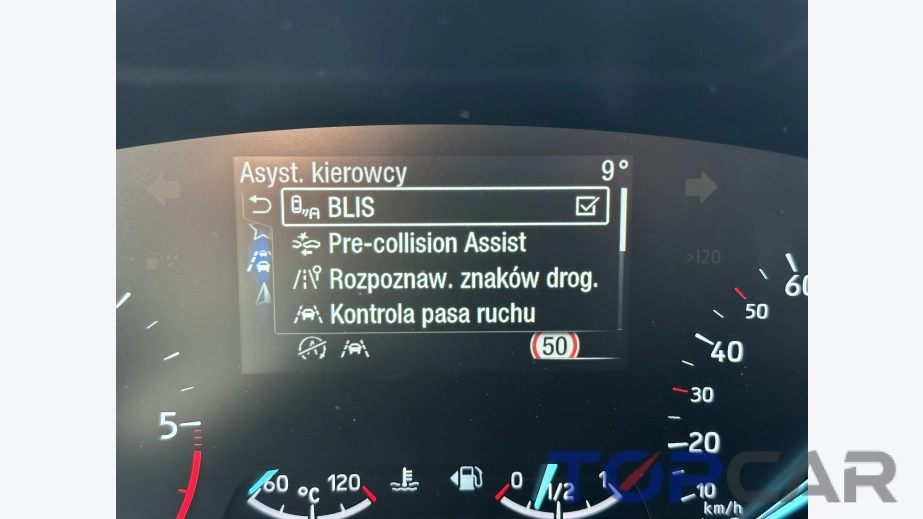 Asyst. kierowcy 9°
BLIS
Pre-collision Assist
Rozpoznaw. znaków drog.
Kontrola pasa ruchu
50
>120
60
50
40
30
20
10
km/h
5
60 °C 120
0 1/2 1
TOPCAR